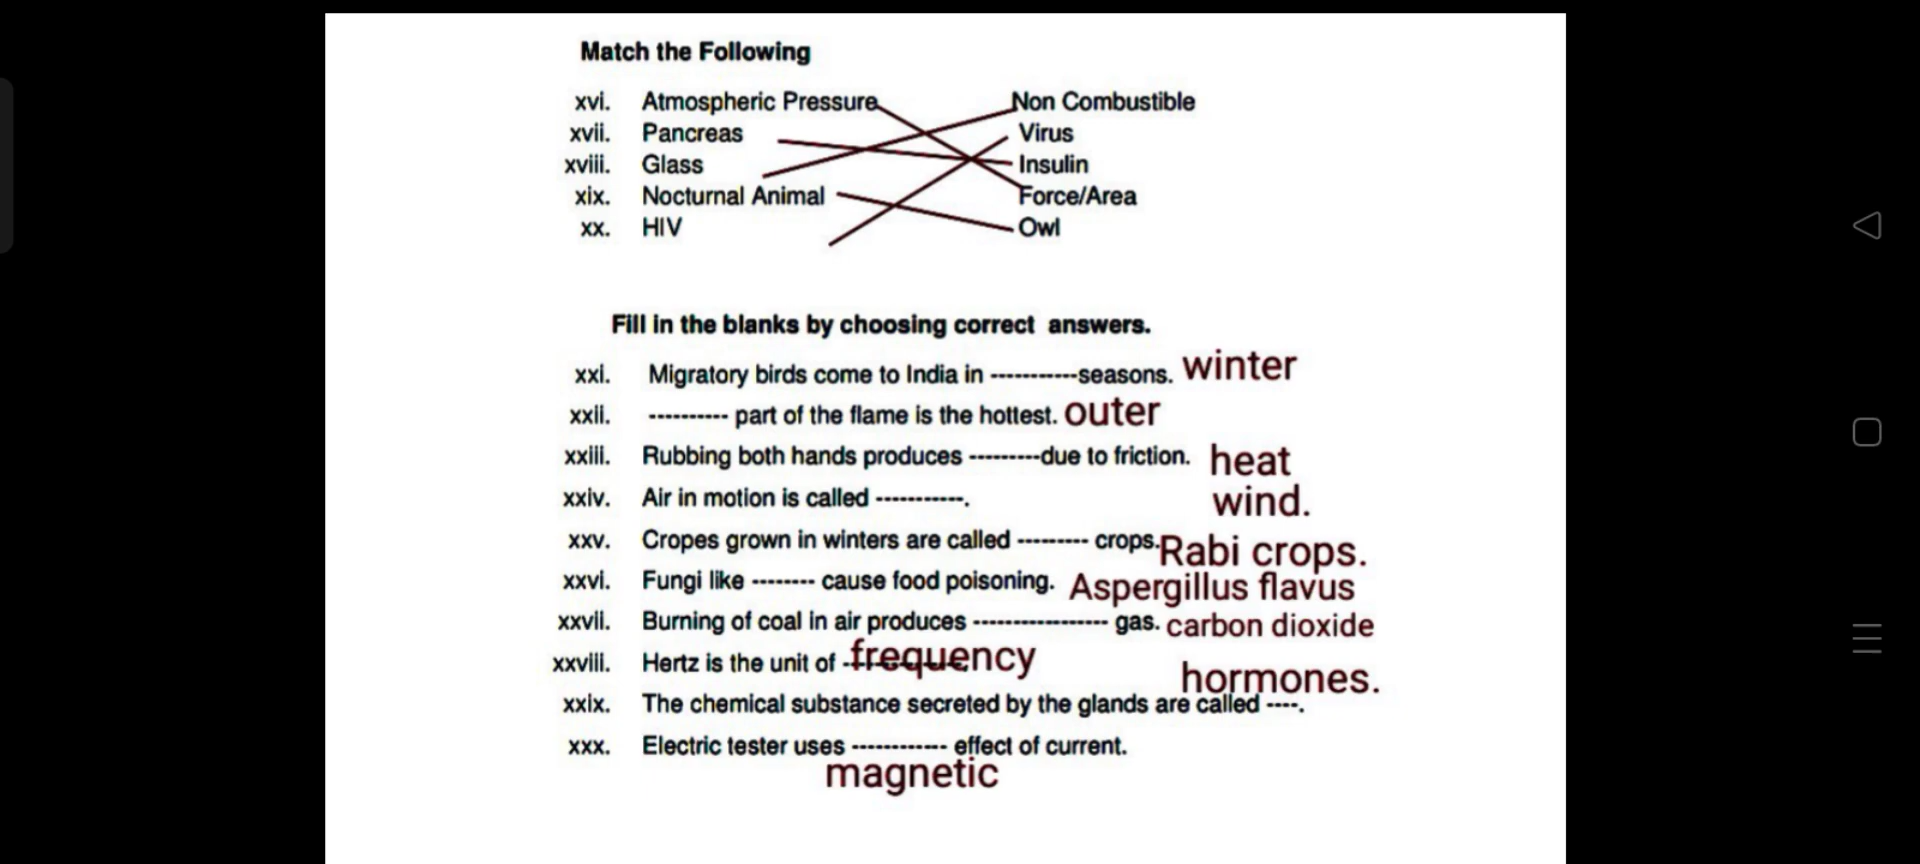 Match the Following
xvi. Atmospheric Pressure Non Combustible
xvii. Pancreas Virus
xviii. Glass Insulin
xix. Nocturnal Animal Force/Area
xx. HIV Owl
Fill in the blanks by choosing correct answers.
xxi. Migratory birds come to India in -----------seasons. winter
xxii. ---------- part of the flame is the hottest. outer
xxiii. Rubbing both hands produces ---------due to friction. heat
xxiv. Air in motion is called -----------. wind.
xxv. Cropes grown in winters are called --------- crops. Rabi crops.
xxvi. Fungi like -------- cause food poisoning. Aspergillus flavus
xxvii. Burning of coal in air produces ----------------- gas. carbon dioxide
xxviii. Hertz is the unit of --------------- frequency
hormones.
xxix. The chemical substance secreted by the glands are called ----.
xxx. Electric tester uses ------------ effect of current.
magnetic